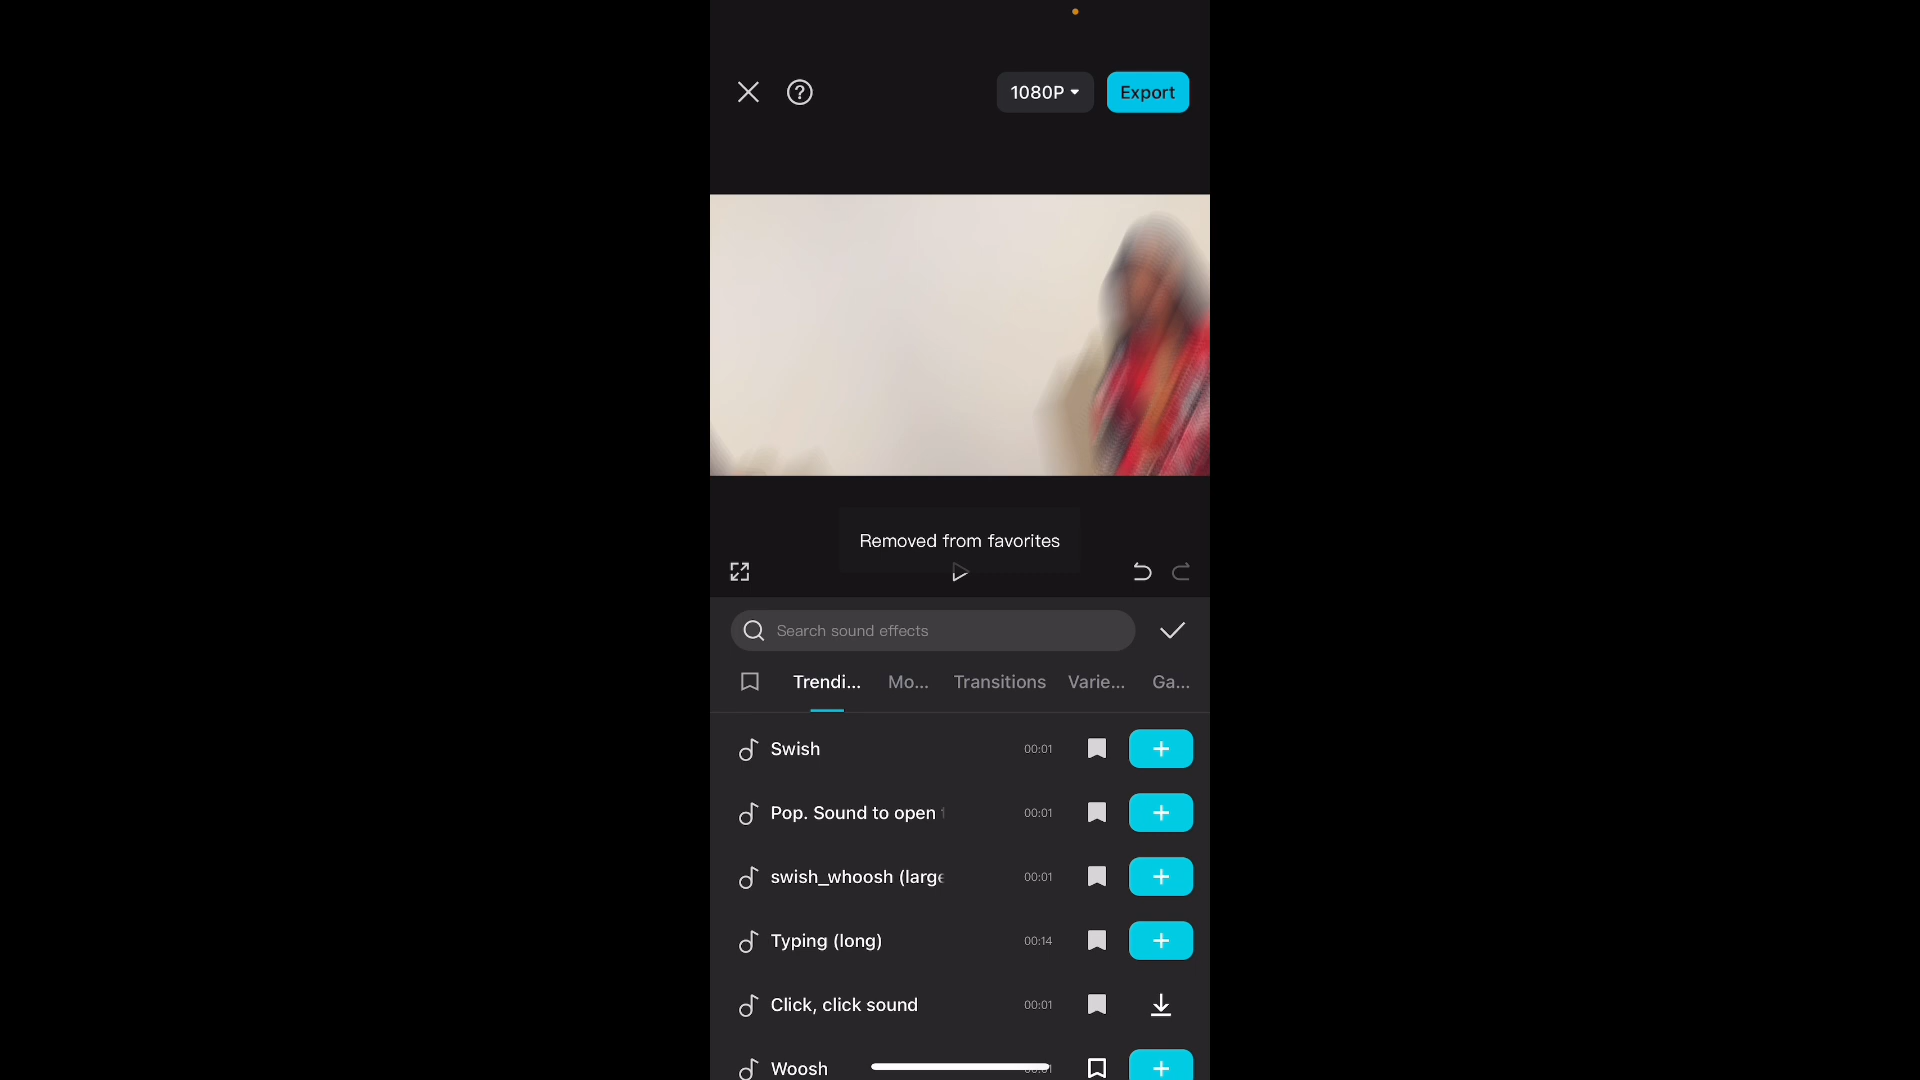 1080P
Export
Removed from favorites
Search sound effects
Trendi... Mo... Transitions Varie... Ga...
Swish 00:01
Pop. Sound to open 00:01
swish_whoosh (large 00:01
Typing (long) 00:14
Click, click sound 00:01
Woosh